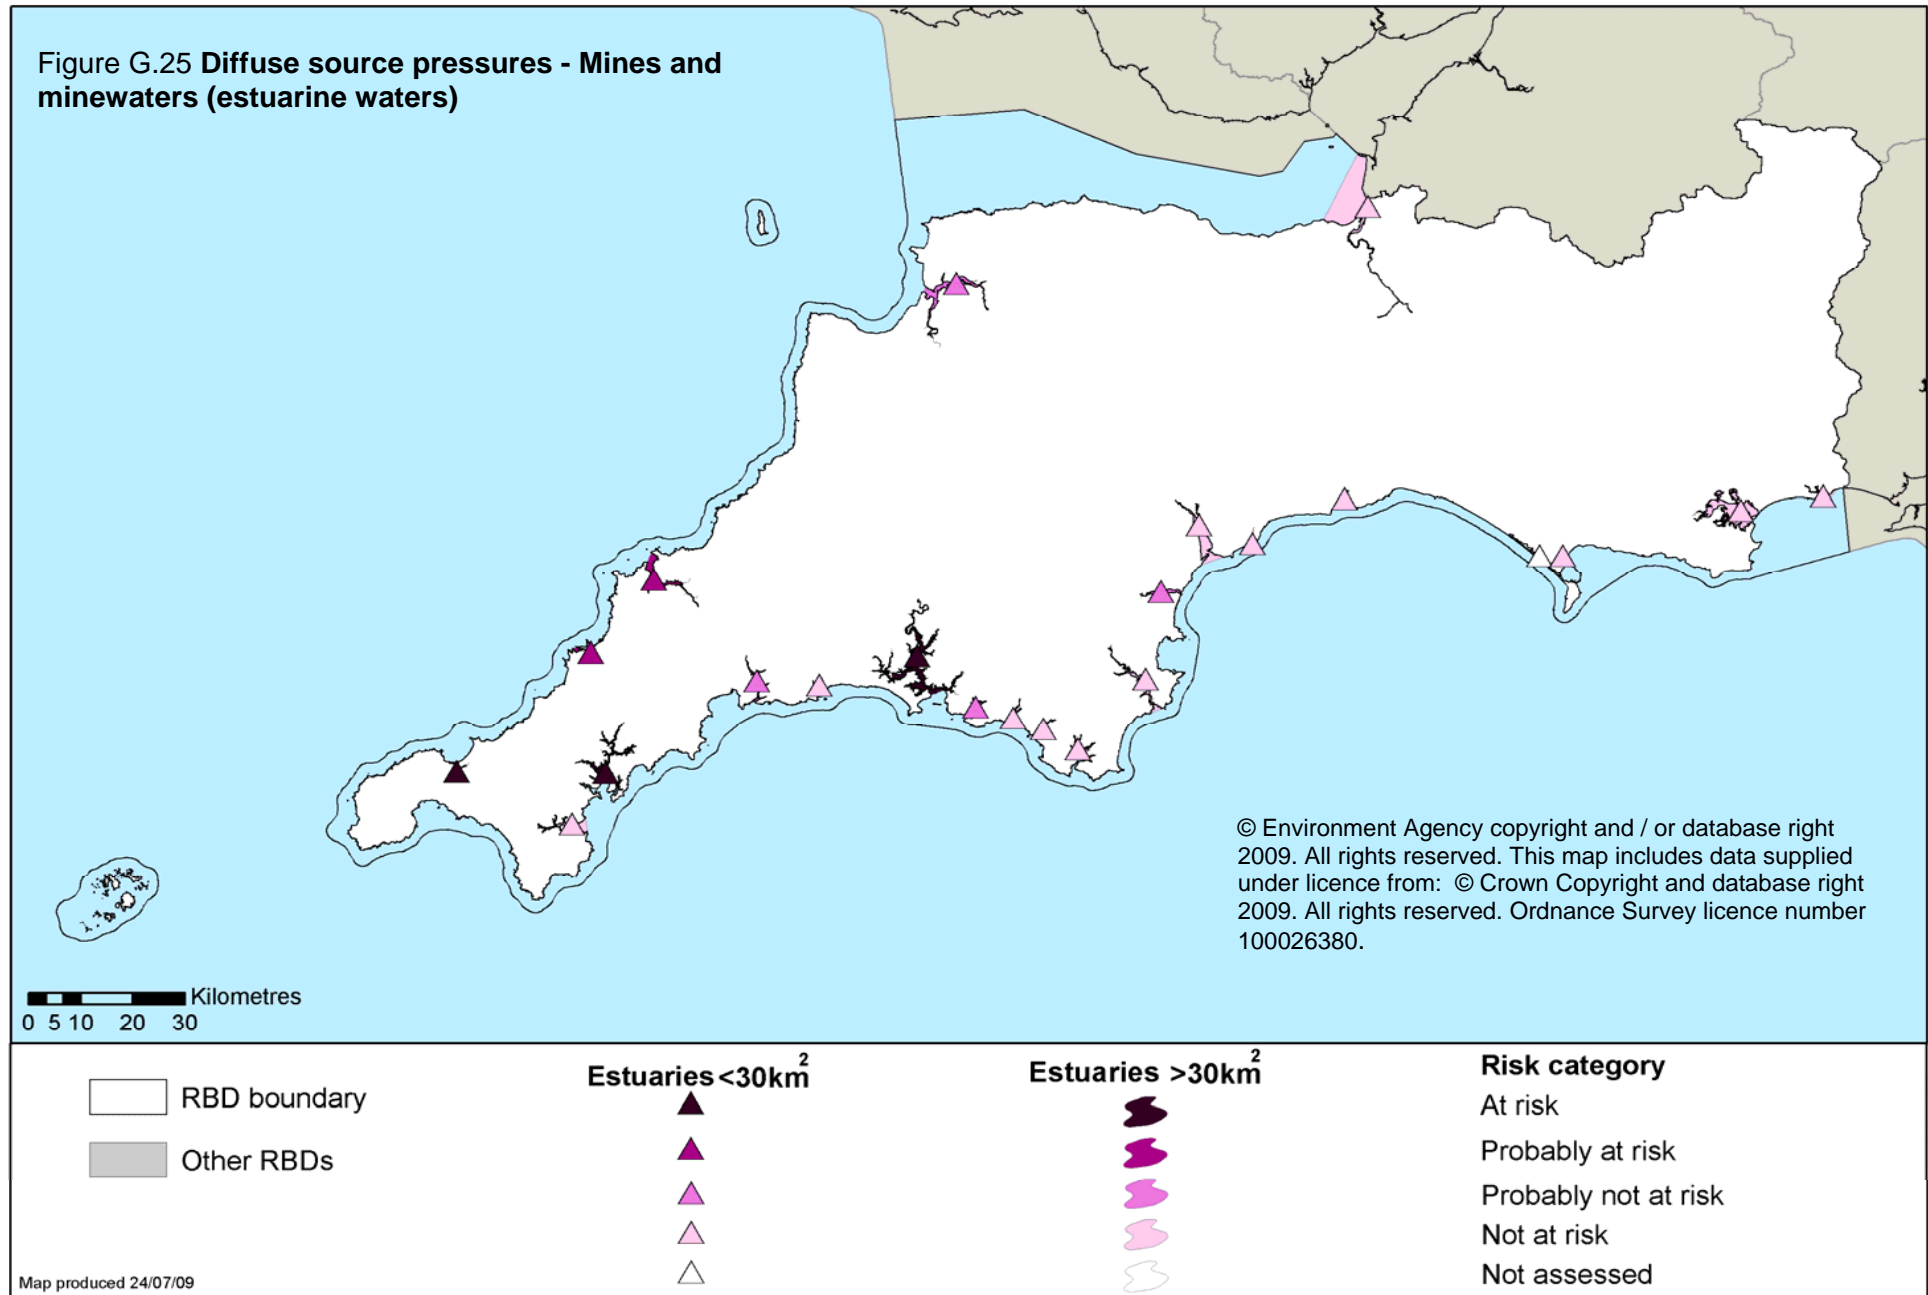 Figure G.25 Diffuse source pressures - Mines and
minewaters (estuarine waters)
© Environment Agency copyright and / or database right
2009. All rights reserved. This map includes data supplied
under licence from: © Crown Copyright and database right
2009. All rights reserved. Ordnance Survey licence number
100026380.
Kilometres
0 5 10 20 30
RBD boundary
Other RBDs
Estuaries <30km²
Estuaries >30km²
Risk category
At risk
Probably at risk
Probably not at risk
Not at risk
Not assessed
Map produced 24/07/09